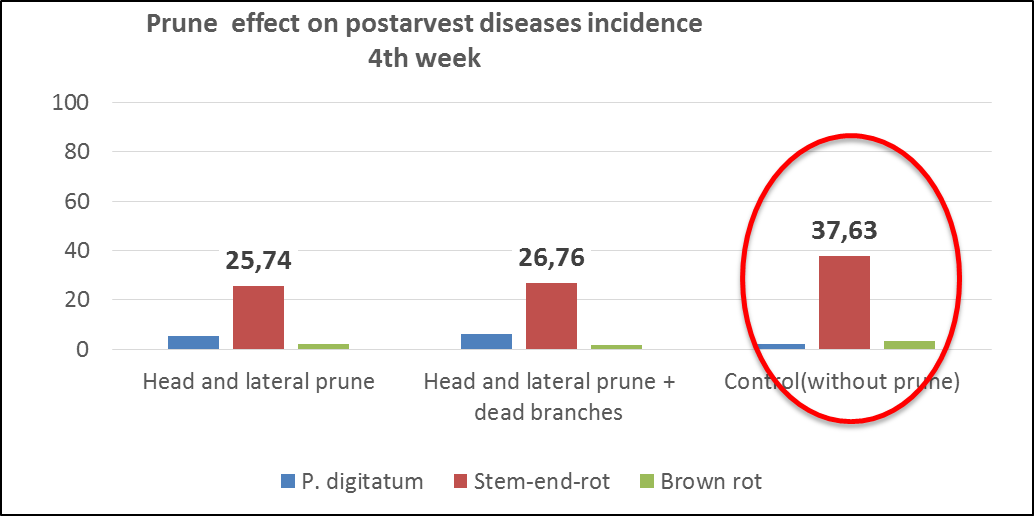 Prune effect on postarvest diseases incidence
4th week
100
80
60
40
20
0
25,74
26,76
37,63
Head and lateral prune
Head and lateral prune +
dead branches
Control(without prune)
P. digitatum
Stem-end-rot
Brown rot